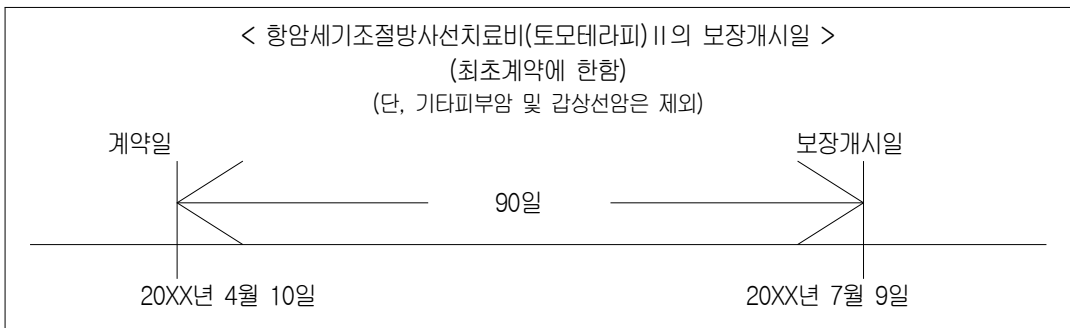 < 항암세기조절방사선치료비(토모테라피)Ⅱ의 보장개시일 >
(최초계약에 한함)
(단, 기타피부암 및 갑상선암은 제외)
계약일 보장개시일
90일
20XX년 4월 10일 20XX년 7월 9일